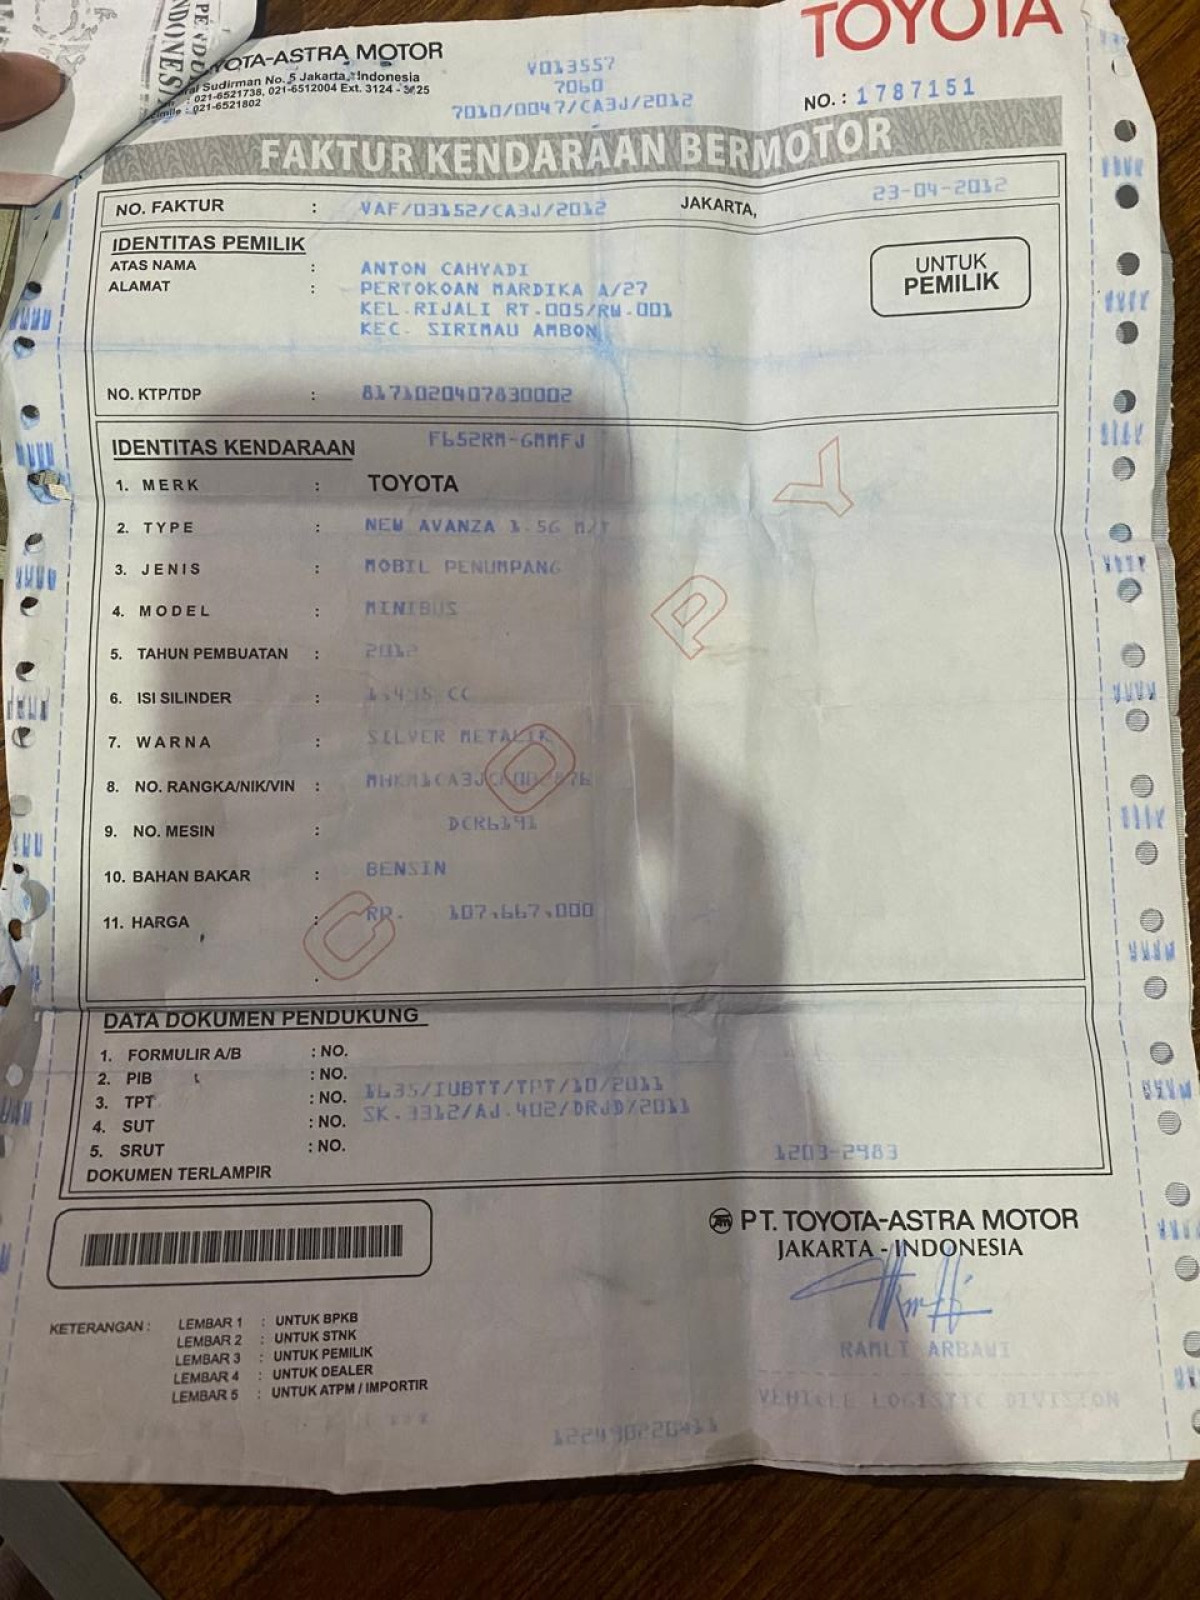 PENDA
INDONESIA
TOYOTA
YOTA-ASTRA MOTOR
Sudirman No. 5 Jakarta, Indonesia
: 021-6521738, 021-6512004 Ext. 3124 - 3125
: 021-6521802
V013557
7060
7010/0047/CA3J/2012
NO. : 1787151
FAKTUR KENDARAAN BERMOTOR
NO. FAKTUR : VAF/03152/CA3J/2012 JAKARTA, 23-04-2012
IDENTITAS PEMILIK
ATAS NAMA : ANTON CAHYADI
ALAMAT : PERTOKOAN MARDIKA A/27
KEL.RIJALI RT.005/RW.001
KEC. SIRIMAU AMBON
UNTUK
PEMILIK
NO. KTP/TDP : 8171020407830002
IDENTITAS KENDARAAN F652RM-GMMFJ
1. MERK : TOYOTA
2. TYPE : NEW AVANZA 1.5G M/T
3. JENIS : MOBIL PENUMPANG
4. MODEL : MINIBUS
5. TAHUN PEMBUATAN : 2012
6. ISI SILINDER : 1.495 CC
7. WARNA : SILVER METALIK
8. NO. RANGKA/NIK/VIN :
9. NO. MESIN : DCR6191
10. BAHAN BAKAR : BENSIN
11. HARGA : RP. 107.667.000
COPY
DATA DOKUMEN PENDUKUNG
1. FORMULIR A/B : NO.
2. PIB : NO.
3. TPT : NO. 1635/IUBTT/TPT/10/2011
4. SUT : NO. SK.3312/AJ.402/DRJD/2011
5. SRUT : NO.
DOKUMEN TERLAMPIR
1203-2983
PT. TOYOTA-ASTRA MOTOR
JAKARTA - INDONESIA
RAMLI ARBAWI
VEHICLE LOGISTIC DIVISION
KETERANGAN : LEMBAR 1 : UNTUK BPKB
LEMBAR 2 : UNTUK STNK
LEMBAR 3 : UNTUK PEMILIK
LEMBAR 4 : UNTUK DEALER
LEMBAR 5 : UNTUK ATPM / IMPORTIR